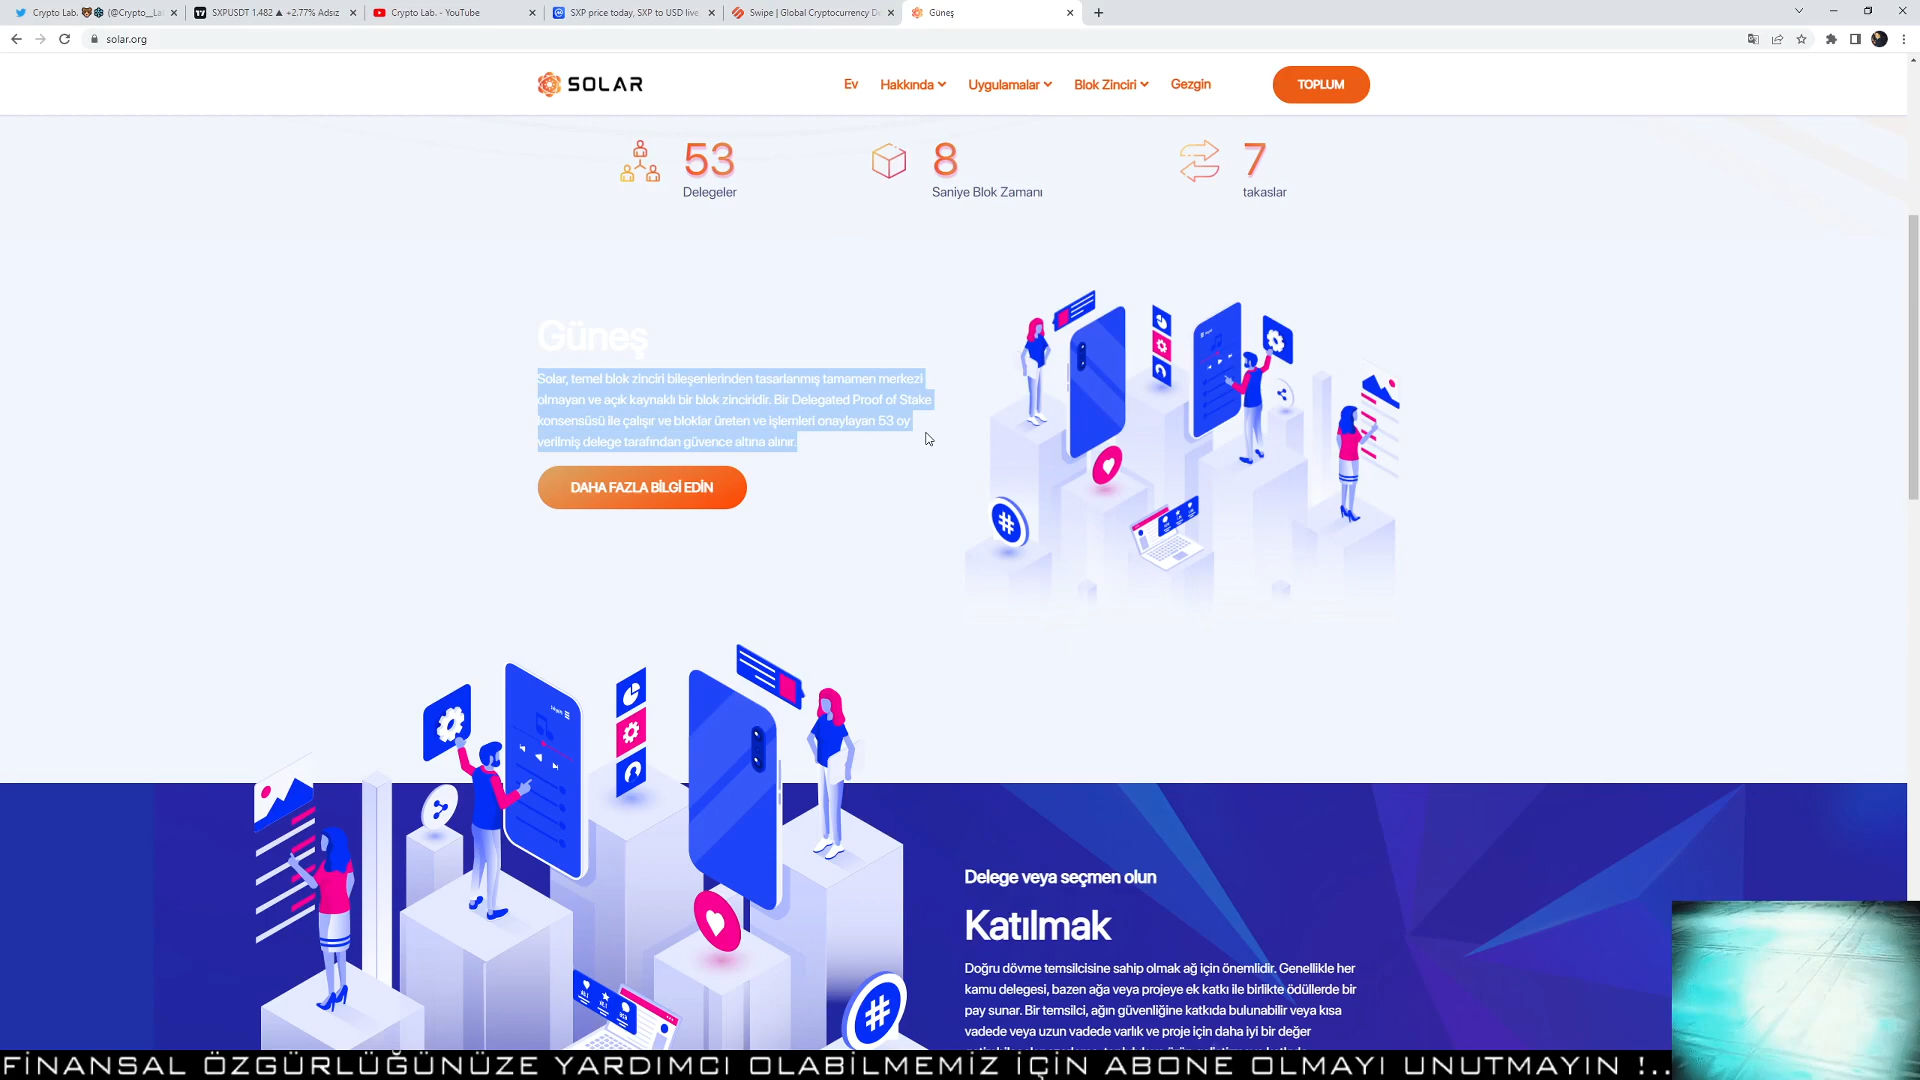 Crypto Lab. (@Crypto__La
SXPUSDT 1.482 ▲ +2.77% Adsız
Crypto Lab. - YouTube
SXP price today, SXP to USD live,
Swipe | Global Cryptocurrency De
Güneş
solar.org
SOLAR
Ev
Hakkında
Uygulamalar
Blok Zinciri
Gezgin
TOPLUM
53
Delegeler
8
Saniye Blok Zamanı
7
takaslar
Güneş
Solar, temel blok zinciri bileşenlerinden tasarlanmış tamamen merkezi
olmayan ve açık kaynaklı bir blok zinciridir. Bir Delegated Proof of Stake
konsensüsü ile çalışır ve bloklar üreten ve işlemleri onaylayan 53 oy
verilmiş delege tarafından güvence altına alınır.
DAHA FAZLA BİLGİ EDİN
Delege veya seçmen olun
Katılmak
Doğru dövme temsilcisine sahip olmak ağ için önemlidir. Genellikle her
kamu delegesi, bazen ağa veya projeye ek katkı ile birlikte ödüllerde bir
pay sunar. Bir temsilci, ağın güvenliğine katkıda bulunabilir veya kısa
vadede veya uzun vadede varlık ve proje için daha iyi bir değer
FİNANSAL ÖZGÜRLÜĞÜNÜZE YARDIMCI OLABİLMEMİZ İÇİN ABONE OLMAYI UNUTMAYIN !..